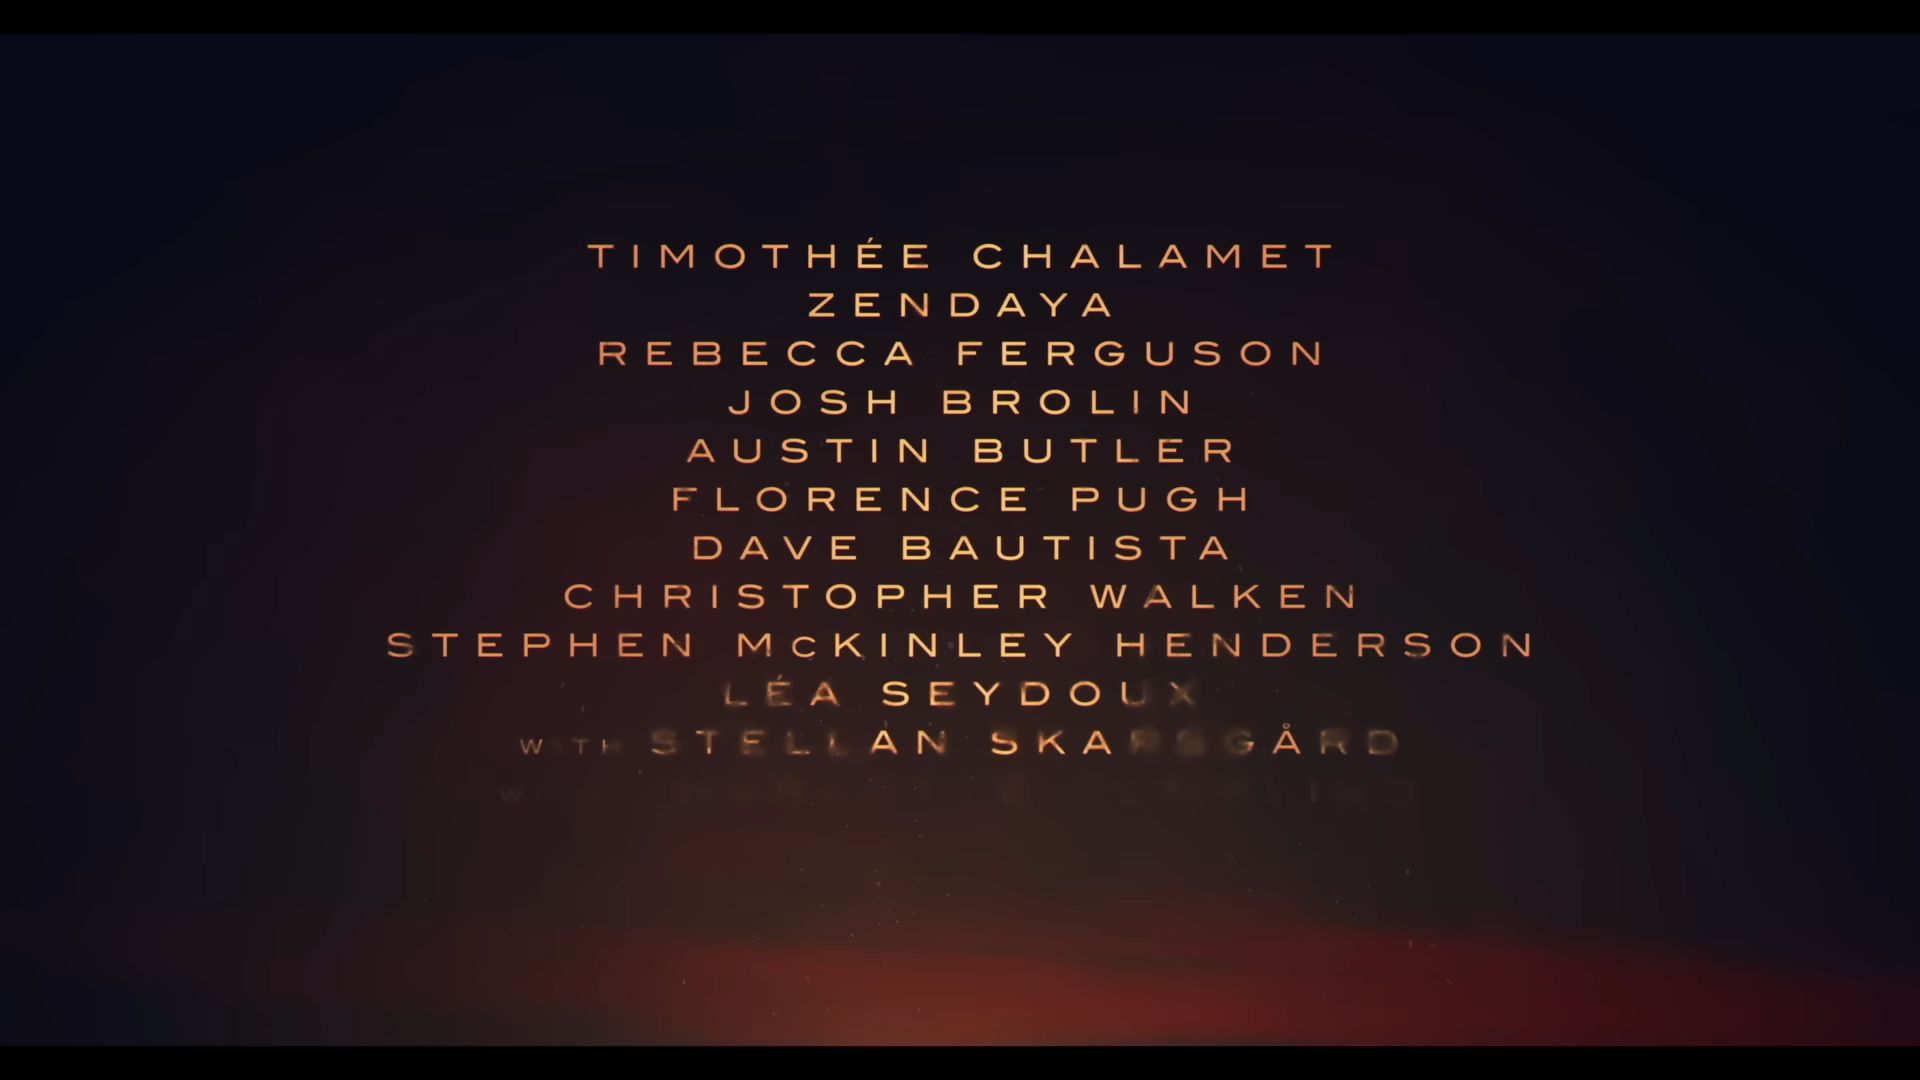 TIMOTHÉE CHALAMET
ZENDAYA
REBECCA FERGUSON
JOSH BROLIN
AUSTIN BUTLER
FLORENCE PUGH
DAVE BAUTISTA
CHRISTOPHER WALKEN
STEPHEN McKINLEY HENDERSON
LÉA SEYDOUX
WITH STELLAN SKARSGÅRD